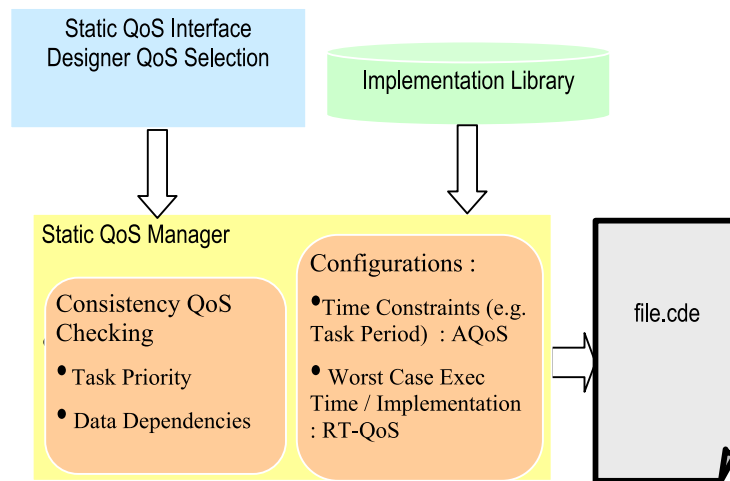 Static QoS Interface
Designer QoS Selection
Implementation Library
Static QoS Manager
Consistency QoS
Checking
• Task Priority
• Data Dependencies
Configurations :
•Time Constraints (e.g.
Task Period) : AQoS
• Worst Case Exec
Time / Implementation
: RT-QoS
file.cde